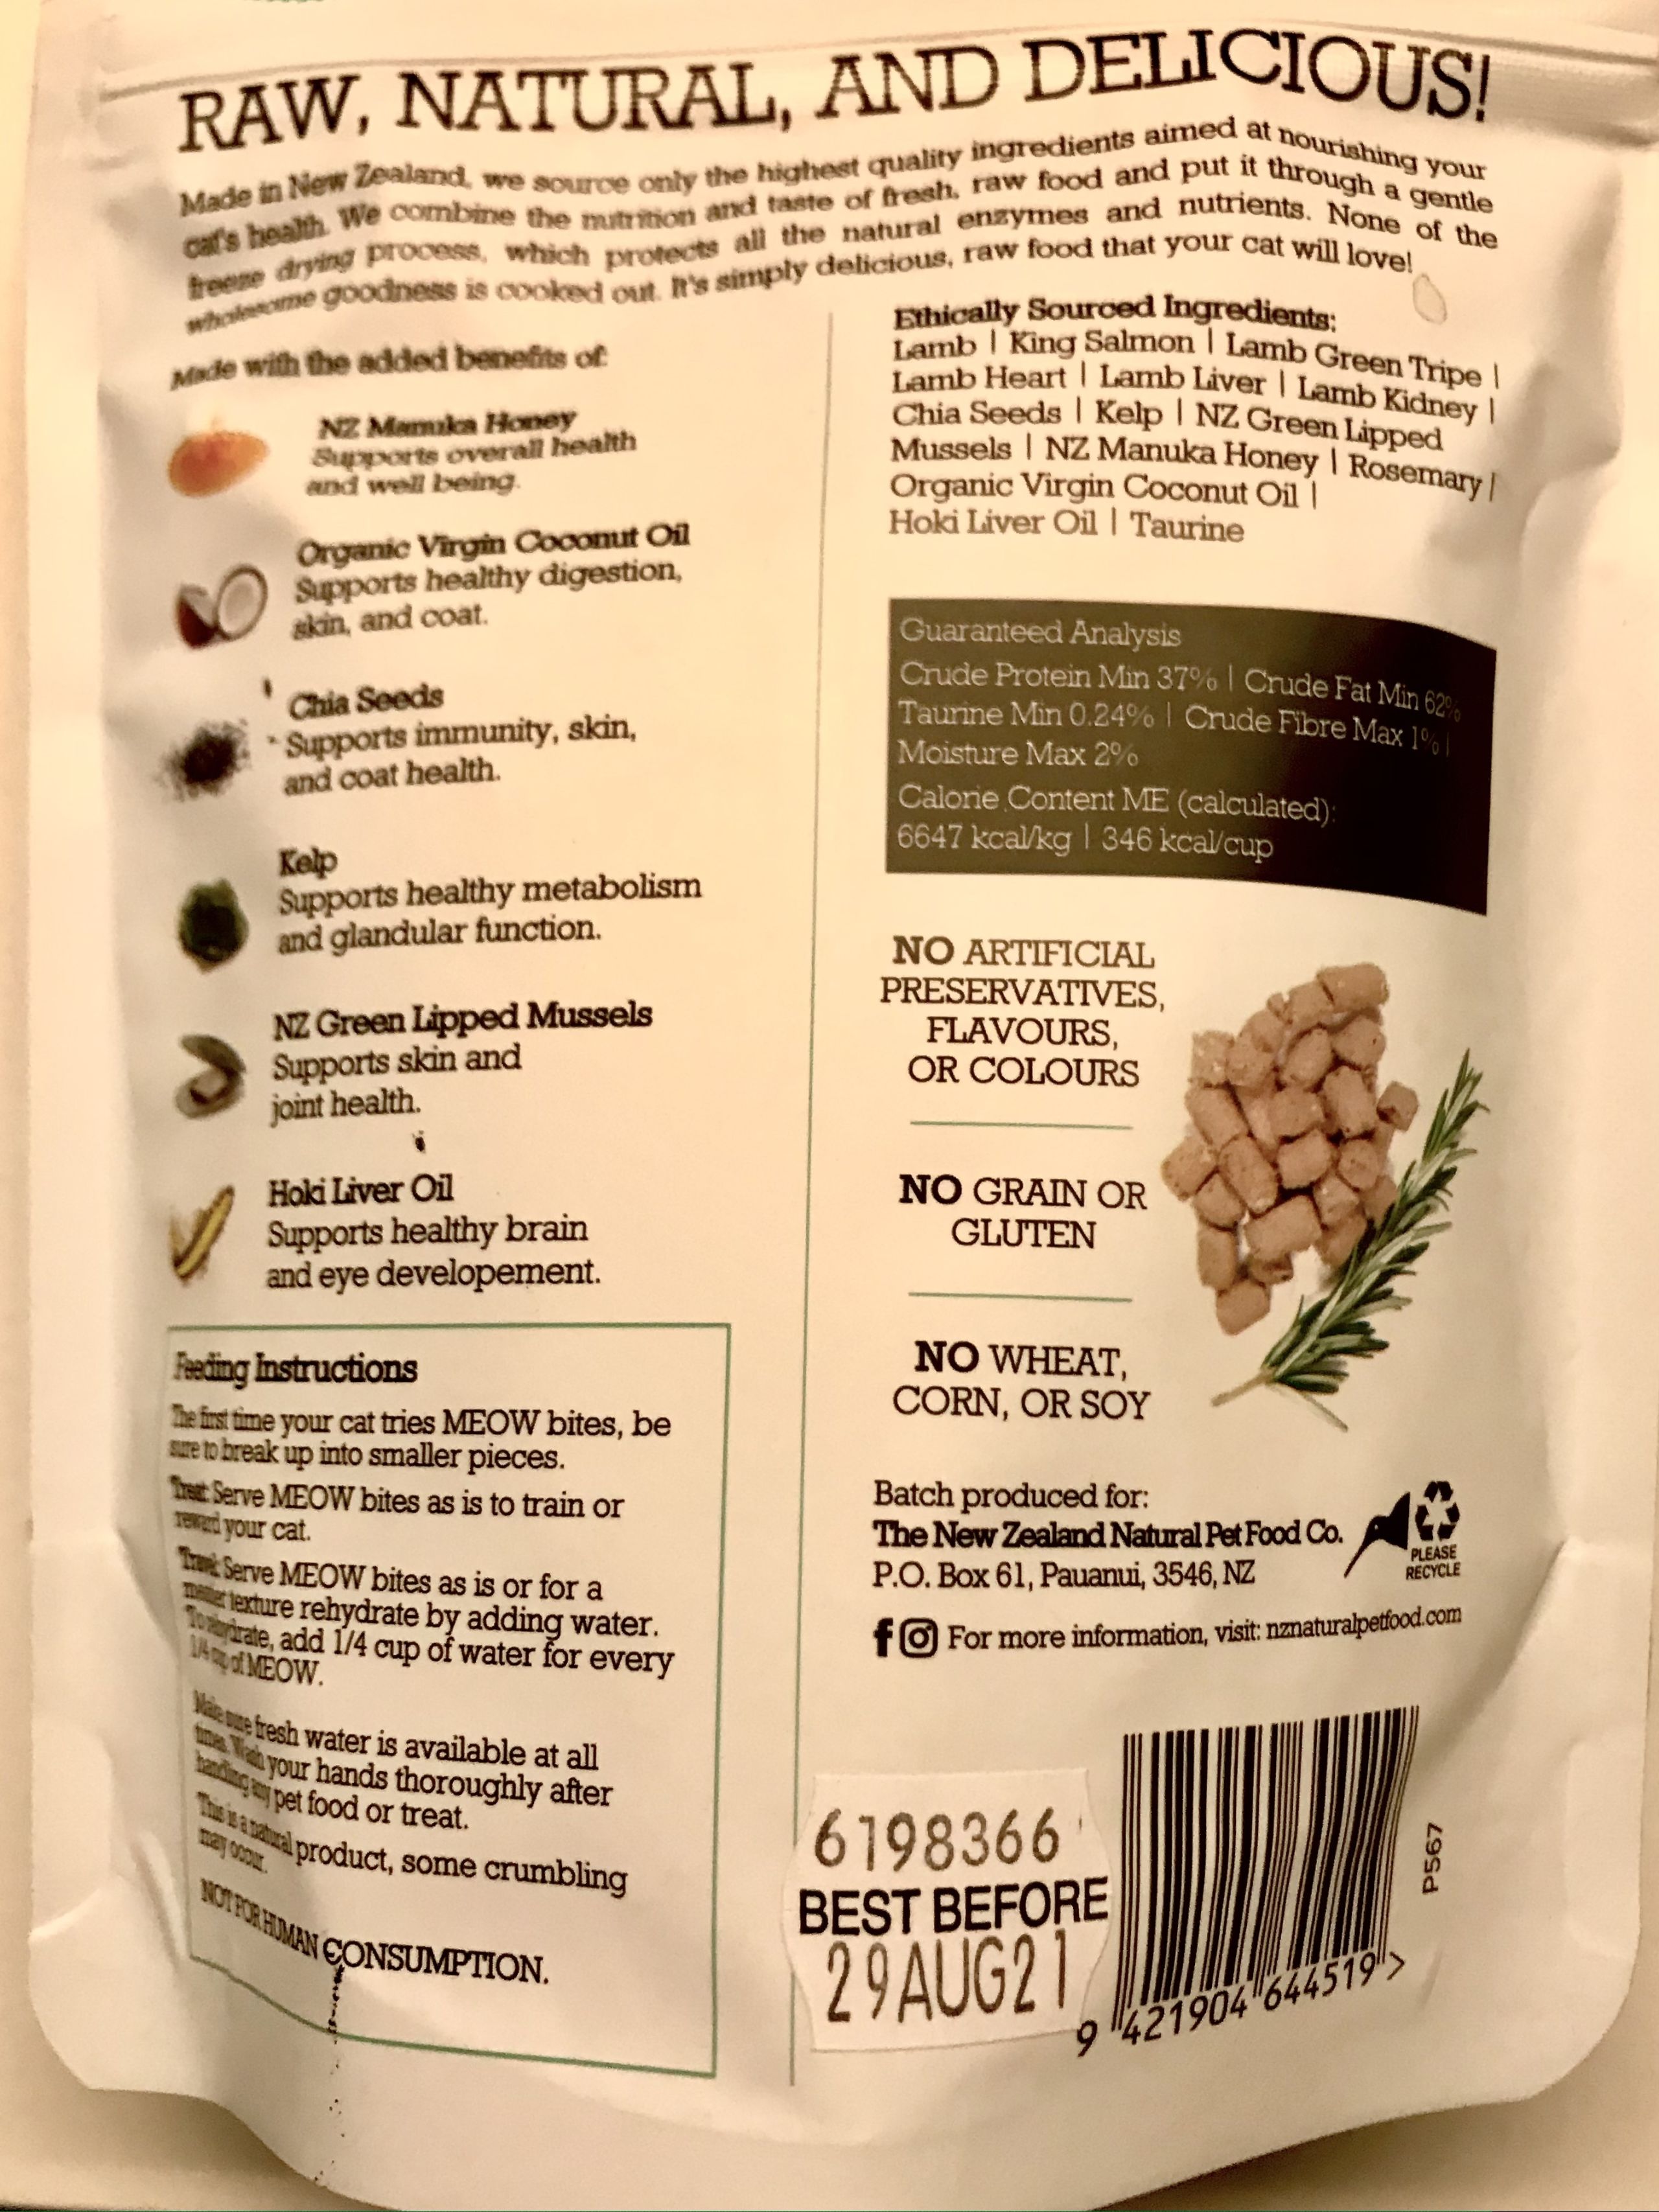 RAW, NATURAL, AND DELICIOUS!
Made in New Zealand, we source only the highest quality ingredients aimed at nourishing your
cat's health. We combine the nutrition and taste of fresh, raw food and put it through a gentle
freeze drying process, which protects all the natural enzymes and nutrients. None of the
wholesome goodness is cooked out. It's simply delicious, raw food that your cat will love!
Made with the added benefits of:
NZ Manuka Honey
Supports overall health
and well being.
Organic Virgin Coconut Oil
Supports healthy digestion,
skin, and coat.
Chia Seeds
Supports immunity, skin,
and coat health.
Kelp
Supports healthy metabolism
and glandular function.
NZ Green Lipped Mussels
Supports skin and
joint health.
Hoki Liver Oil
Supports healthy brain
and eye developement.
Feeding Instructions
The first time your cat tries MEOW bites, be
sure to break up into smaller pieces.
Treat: Serve MEOW bites as is to train or
reward your cat.
Treat: Serve MEOW bites as is or for a
meatier texture rehydrate by adding water.
To rehydrate, add 1/4 cup of water for every
1/4 cup of MEOW.
Make sure fresh water is available at all
times. Wash your hands thoroughly after
handling any pet food or treat.
This is a natural product, some crumbling
may occur.
NOT FOR HUMAN CONSUMPTION.
Ethically Sourced Ingredients:
Lamb | King Salmon | Lamb Green Tripe |
Lamb Heart | Lamb Liver | Lamb Kidney |
Chia Seeds | Kelp | NZ Green Lipped
Mussels | NZ Manuka Honey | Rosemary |
Organic Virgin Coconut Oil |
Hoki Liver Oil | Taurine
Guaranteed Analysis
Crude Protein Min 37% | Crude Fat Min 62%
Taurine Min 0.24% | Crude Fibre Max 1% |
Moisture Max 2%
Calorie Content ME (calculated):
6647 kcal/kg | 346 kcal/cup
NO ARTIFICIAL
PRESERVATIVES,
FLAVOURS,
OR COLOURS
NO GRAIN OR
GLUTEN
NO WHEAT,
CORN, OR SOY
Batch produced for:
The New Zealand Natural Pet Food Co.
P.O. Box 61, Pauanui, 3546, NZ
PLEASE
RECYCLE
For more information, visit: nznaturalpetfood.com
6198366
BEST BEFORE
29AUG21
P567
9 421904 644519 >